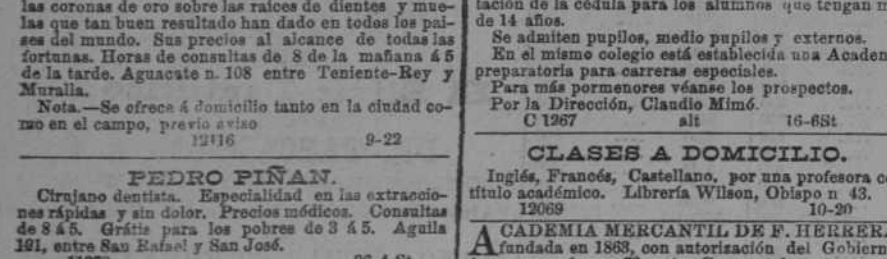 las coronas de oro sobre las raices de dientes y mue-
las que tan buen resultado han dado en todos los pai-
ses del mundo. Sus precios al alcance de todas las
fortunas. Horas de consultas de 8 de la mañana á 5
de la tarde. Aguacate n. 108 entre Teniente-Rey y
Muralla.
Nota.—Se ofrece á domicilio tanto en la ciudad co-
mo en el campo, previo aviso
12116 9-22
PEDRO PIÑAN.
Cirujano dentista. Especialidad en las extraccio-
nes rápidas y sin dolor. Precios módicos. Consultas
de 8 á 5. Grátis para los pobres de 3 á 5. Aguila
191, entre San Rafael y San José.
tación de la cédula para los alumnos que tengan m
de 14 años.
Se admiten pupilos, medio pupilos y externos.
En el mismo colegio está establecida una Academ
preparatoria para carreras especiales.
Para más pormenores véanse los prospectos.
Por la Dirección, Claudio Mimó.
C 1267 alt 16-6St
CLASES A DOMICILIO.
Inglés, Francés, Castellano, por una profesora co
título académico. Librería Wilson, Obispo n 43.
12069 10-20
ACADEMIA MERCANTIL DE F. HERRER
fundada en 1863, con autorización del Gobiern